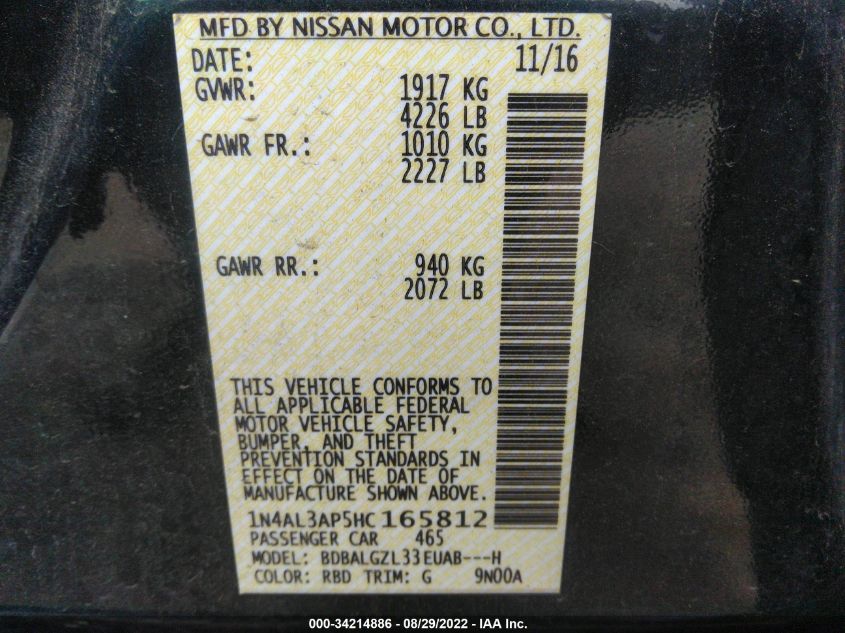 MFD BY NISSAN MOTOR CO., LTD.
DATE: 11/16
GVWR: 1917 KG
4226 LB
GAWR FR.: 1010 KG
2227 LB
GAWR RR.: 940 KG
2072 LB
THIS VEHICLE CONFORMS TO
ALL APPLICABLE FEDERAL
MOTOR VEHICLE SAFETY,
BUMPER, AND THEFT
PREVENTION STANDARDS IN
EFFECT ON THE DATE OF
MANUFACTURE SHOWN ABOVE.
1N4AL3AP5HC165812
PASSENGER CAR 465
MODEL: BDBALGZL33EUAB---H
COLOR: RBD TRIM: G 9N00A
000-34214886 - 08/29/2022 - IAA Inc.